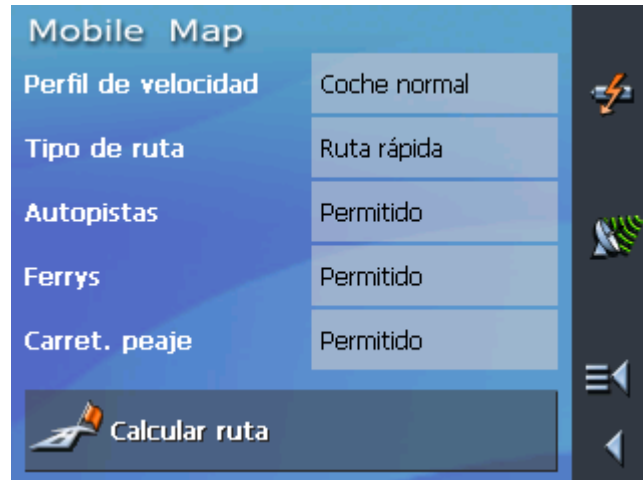 Mobile Map
Perfil de velocidad Coche normal
Tipo de ruta Ruta rápida
Autopistas Permitido
Ferrys Permitido
Carret. peaje Permitido
Calcular ruta